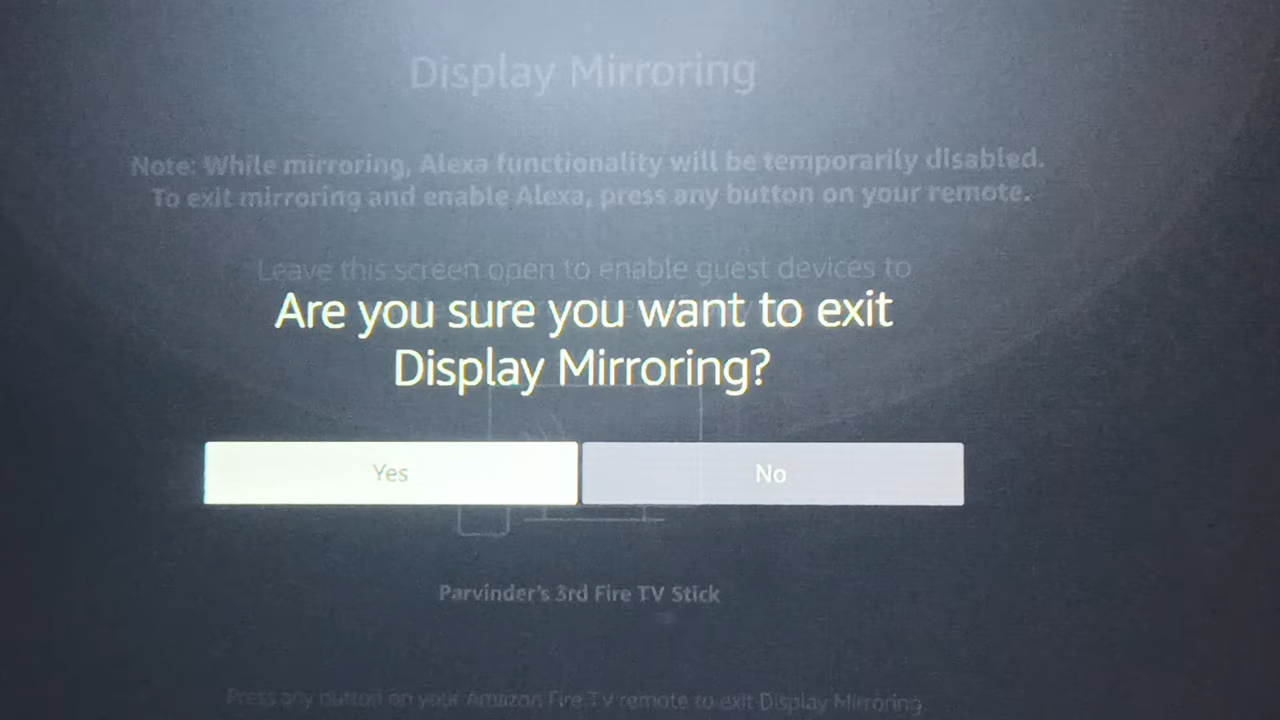 Display Mirroring
Note: While mirroring, Alexa functionality will be temporarily disabled.
To exit mirroring and enable Alexa, press any button on your remote.
Leave this screen open to enable guest devices to
Are you sure you want to exit
Display Mirroring?
Yes
No
Parvinder's 3rd Fire TV Stick
Press any button on your Amazon Fire TV remote to exit Display Mirroring